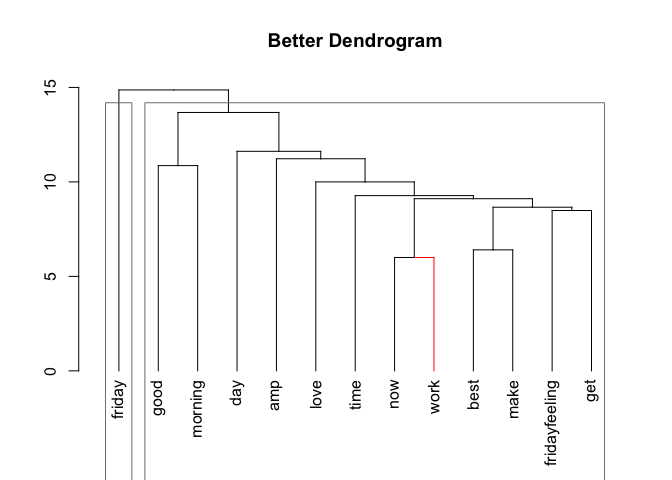 Better Dendrogram
15
10
5
0
friday
good
morning
day
amp
love
time
now
work
best
make
fridayfeeling
get